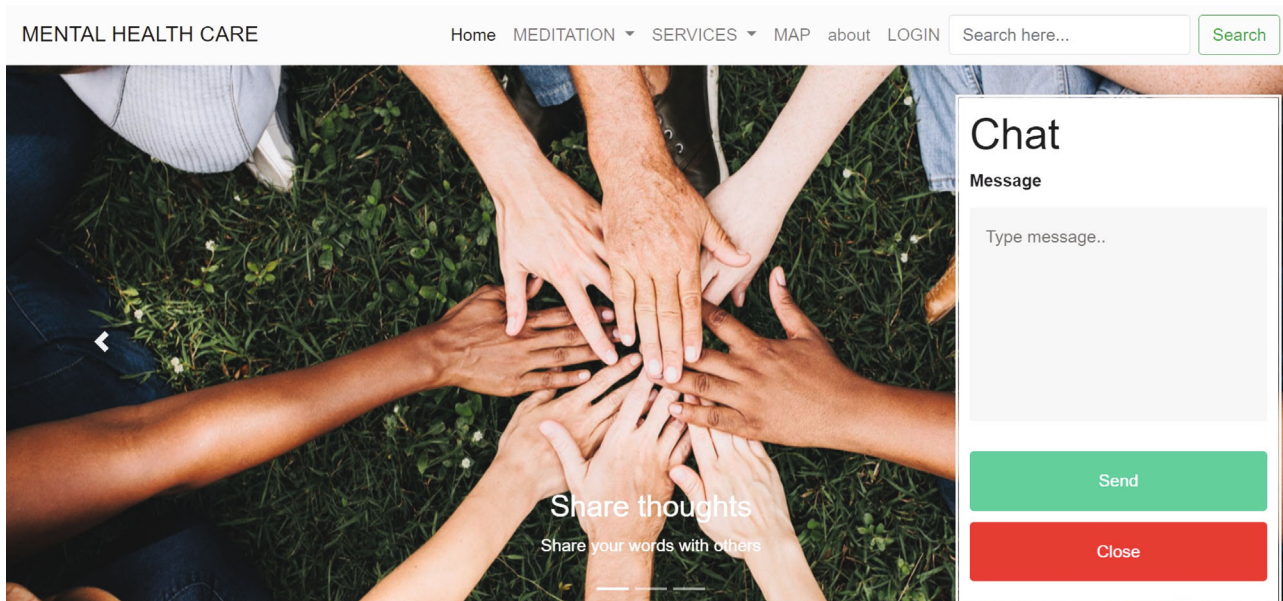 MENTAL HEALTH CARE Home MEDITATION SERVICES MAP about LOGIN Search here... Search
Chat
Message
Type message..
Send
Close
Share thoughts
Share your words with others